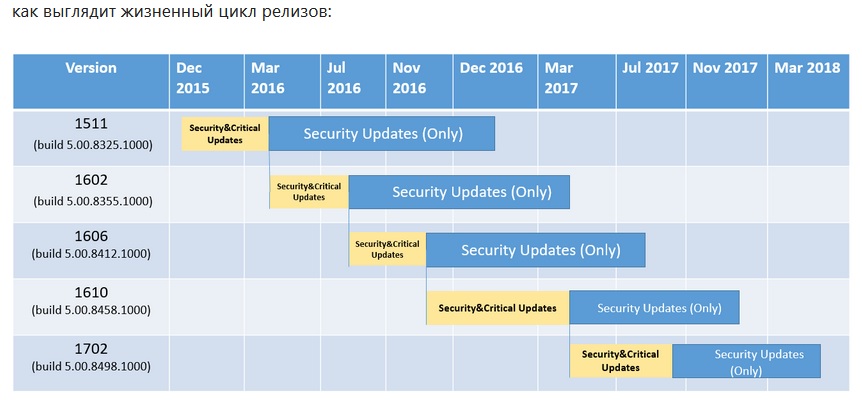 как выглядит жизненный цикл релизов:
Version
Dec
2015
Mar
2016
Jul
2016
Nov
2016
Dec 2016
Mar
2017
Jul 2017
Nov 2017
Mar 2018
1511
(build 5.00.8325.1000)
Security&Critical
Updates
Security Updates (Only)
1602
(build 5.00.8355.1000)
Security&Critical
Updates
Security Updates (Only)
1606
(build 5.00.8412.1000)
Security&Critical
Updates
Security Updates (Only)
1610
(build 5.00.8458.1000)
Security&Critical Updates
Security Updates (Only)
1702
(build 5.00.8498.1000)
Security&Critical
Updates
Security Updates
(Only)